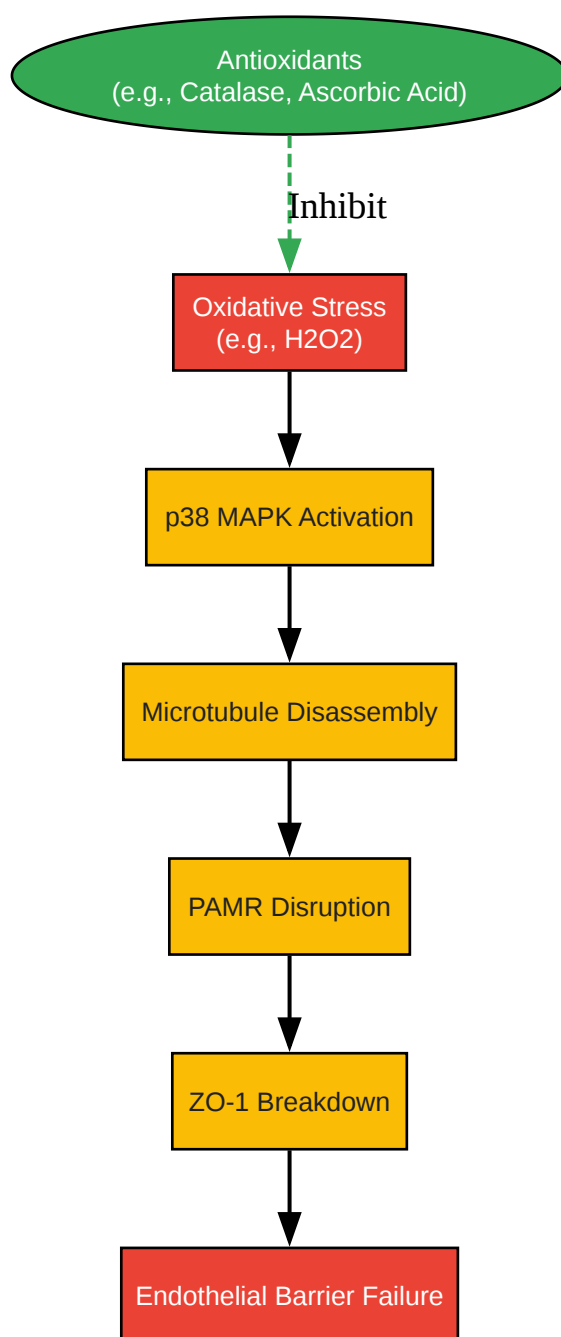 Antioxidants
(e.g., Catalase, Ascorbic Acid)
Inhibit
Oxidative Stress
(e.g., H2O2)
p38 MAPK Activation
Microtubule Disassembly
PAMR Disruption
ZO-1 Breakdown
Endothelial Barrier Failure